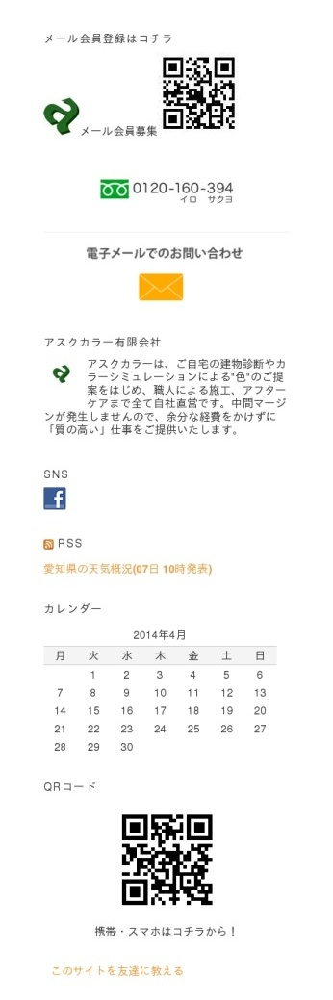 メール会員登録はコチラ
メール会員募集
0120-160-394
イロ サクヨ
電子メールでのお問い合わせ
アスクカラー有限会社
アスクカラーは、ご自宅の建物診断やカ
ラーシミュレーションによる"色"のご提
案をはじめ、職人による施工、アフター
ケアまで全て自社直営です。中間マージ
ンが発生しませんので、余分な経費をかけずに
「質の高い」仕事をご提供いたします。
SNS
f
RSS
愛知県の天気概況(07日 10時発表)
カレンダー
2014年4月
月 火 水 木 金 土 日
1 2 3 4 5 6
7 8 9 10 11 12 13
14 15 16 17 18 19 20
21 22 23 24 25 26 27
28 29 30
QRコード
携帯・スマホはコチラから！
このサイトを友達に教える